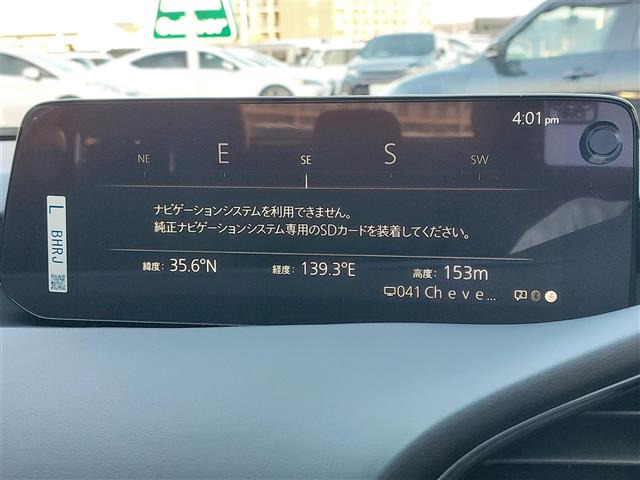 4:01pm
NE E SE S SW
ナビゲーションシステムを利用できません。
純正ナビゲーションシステム専用のSDカードを装着してください。
緯度: 35.6°N 経度: 139.3°E 高度: 153m
041 Cheve...
L BHRJ